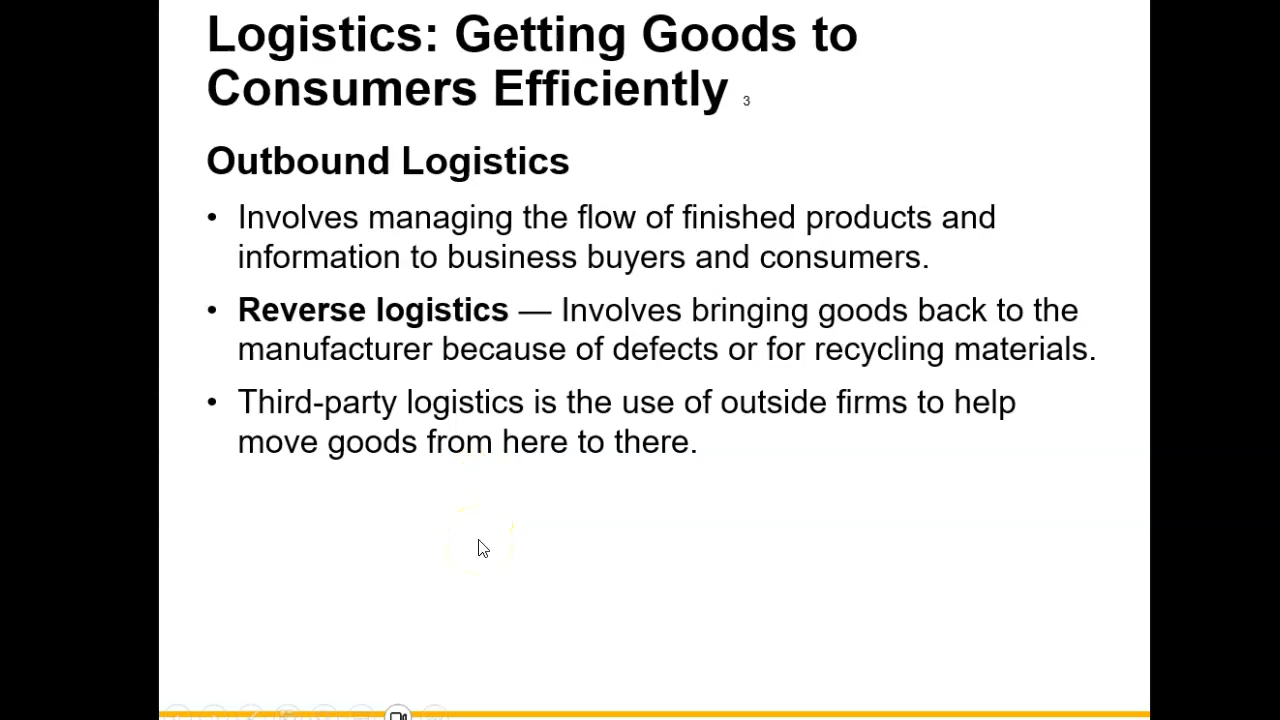 Logistics: Getting Goods to
Consumers Efficiently 3
Outbound Logistics
• Involves managing the flow of finished products and
information to business buyers and consumers.
• Reverse logistics — Involves bringing goods back to the
manufacturer because of defects or for recycling materials.
• Third-party logistics is the use of outside firms to help
move goods from here to there.